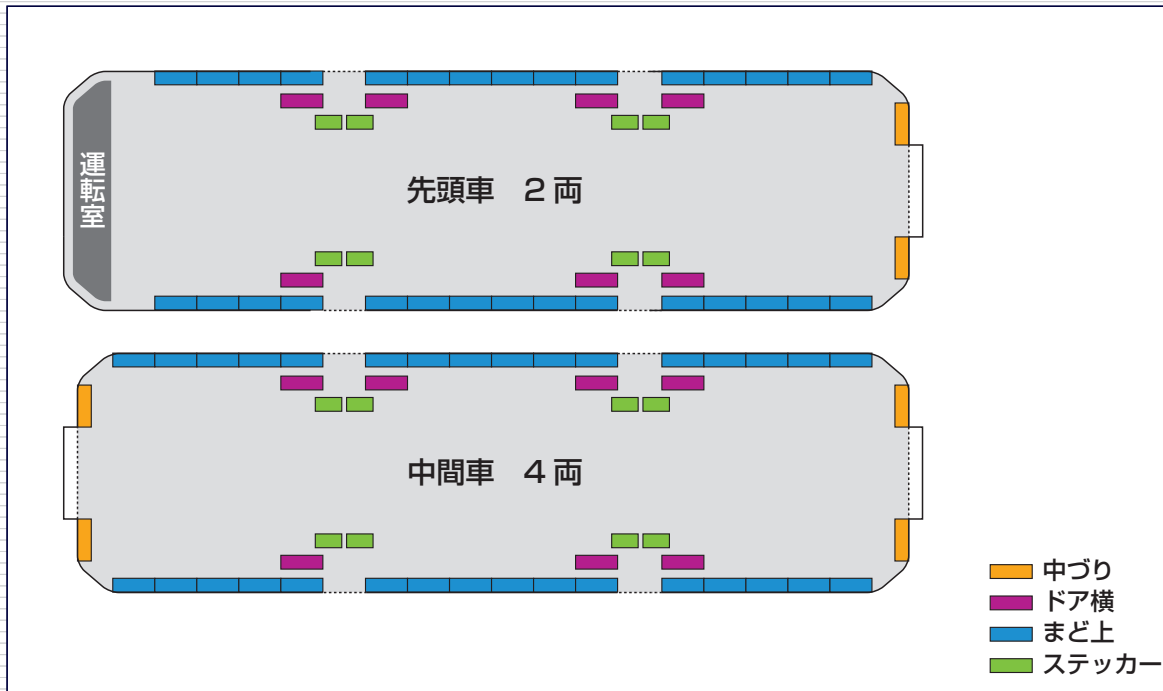 運転室
先頭車　２両
中間車　４両
中づり
ドア横
まど上
ステッカー